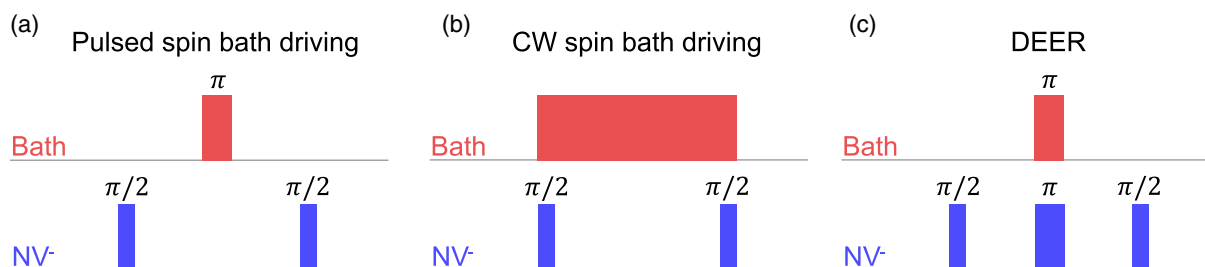 (a) Pulsed spin bath driving
π
Bath
π/2 π/2
NV-
(b) CW spin bath driving
Bath
π/2 π/2
NV-
(c) DEER
π
Bath
π/2 π π/2
NV-